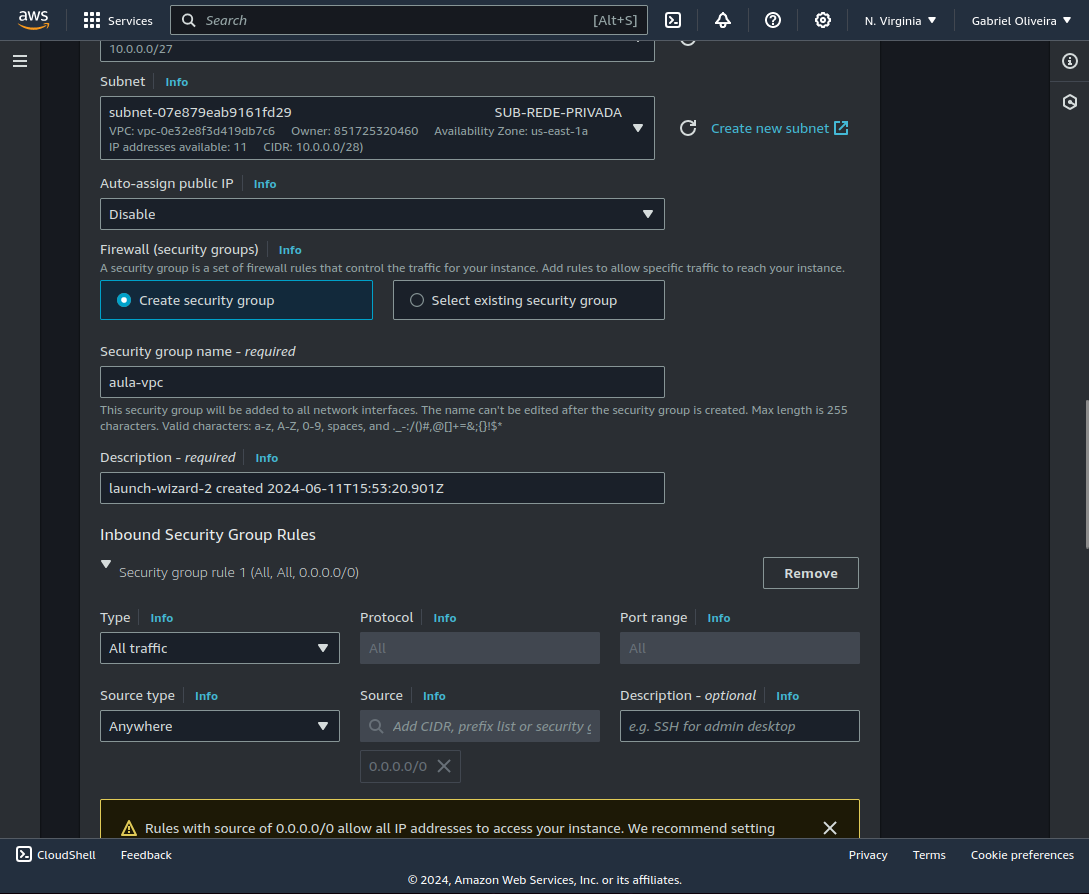 aws Services Search [Alt+S] N. Virginia Gabriel Oliveira
10.0.0.0/27
Subnet Info
subnet-07e879eab9161fd29 SUB-REDE-PRIVADA
VPC: vpc-0e32e8f3d419db7c6 Owner: 851725320460 Availability Zone: us-east-1a
IP addresses available: 11 CIDR: 10.0.0.0/28)
Create new subnet
Auto-assign public IP Info
Disable
Firewall (security groups) Info
A security group is a set of firewall rules that control the traffic for your instance. Add rules to allow specific traffic to reach your instance.
Create security group Select existing security group
Security group name - required
aula-vpc
This security group will be added to all network interfaces. The name can't be edited after the security group is created. Max length is 255
characters. Valid characters: a-z, A-Z, 0-9, spaces, and ._-:/()#,@[]+=&;{}!$*
Description - required Info
launch-wizard-2 created 2024-06-11T15:53:20.901Z
Inbound Security Group Rules
Security group rule 1 (All, All, 0.0.0.0/0) Remove
Type Info Protocol Info Port range Info
All traffic All All
Source type Info Source Info Description - optional Info
Anywhere Add CIDR, prefix list or security g e.g. SSH for admin desktop
0.0.0.0/0
Rules with source of 0.0.0.0/0 allow all IP addresses to access your instance. We recommend setting
CloudShell Feedback Privacy Terms Cookie preferences
© 2024, Amazon Web Services, Inc. or its affiliates.